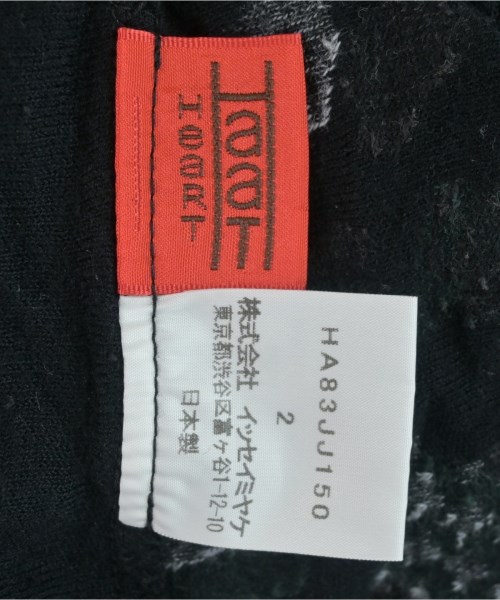 HaaT
HA83JJ150
2
株式会社 イッセイミヤケ
東京都渋谷区富ヶ谷1-12-10
日本製